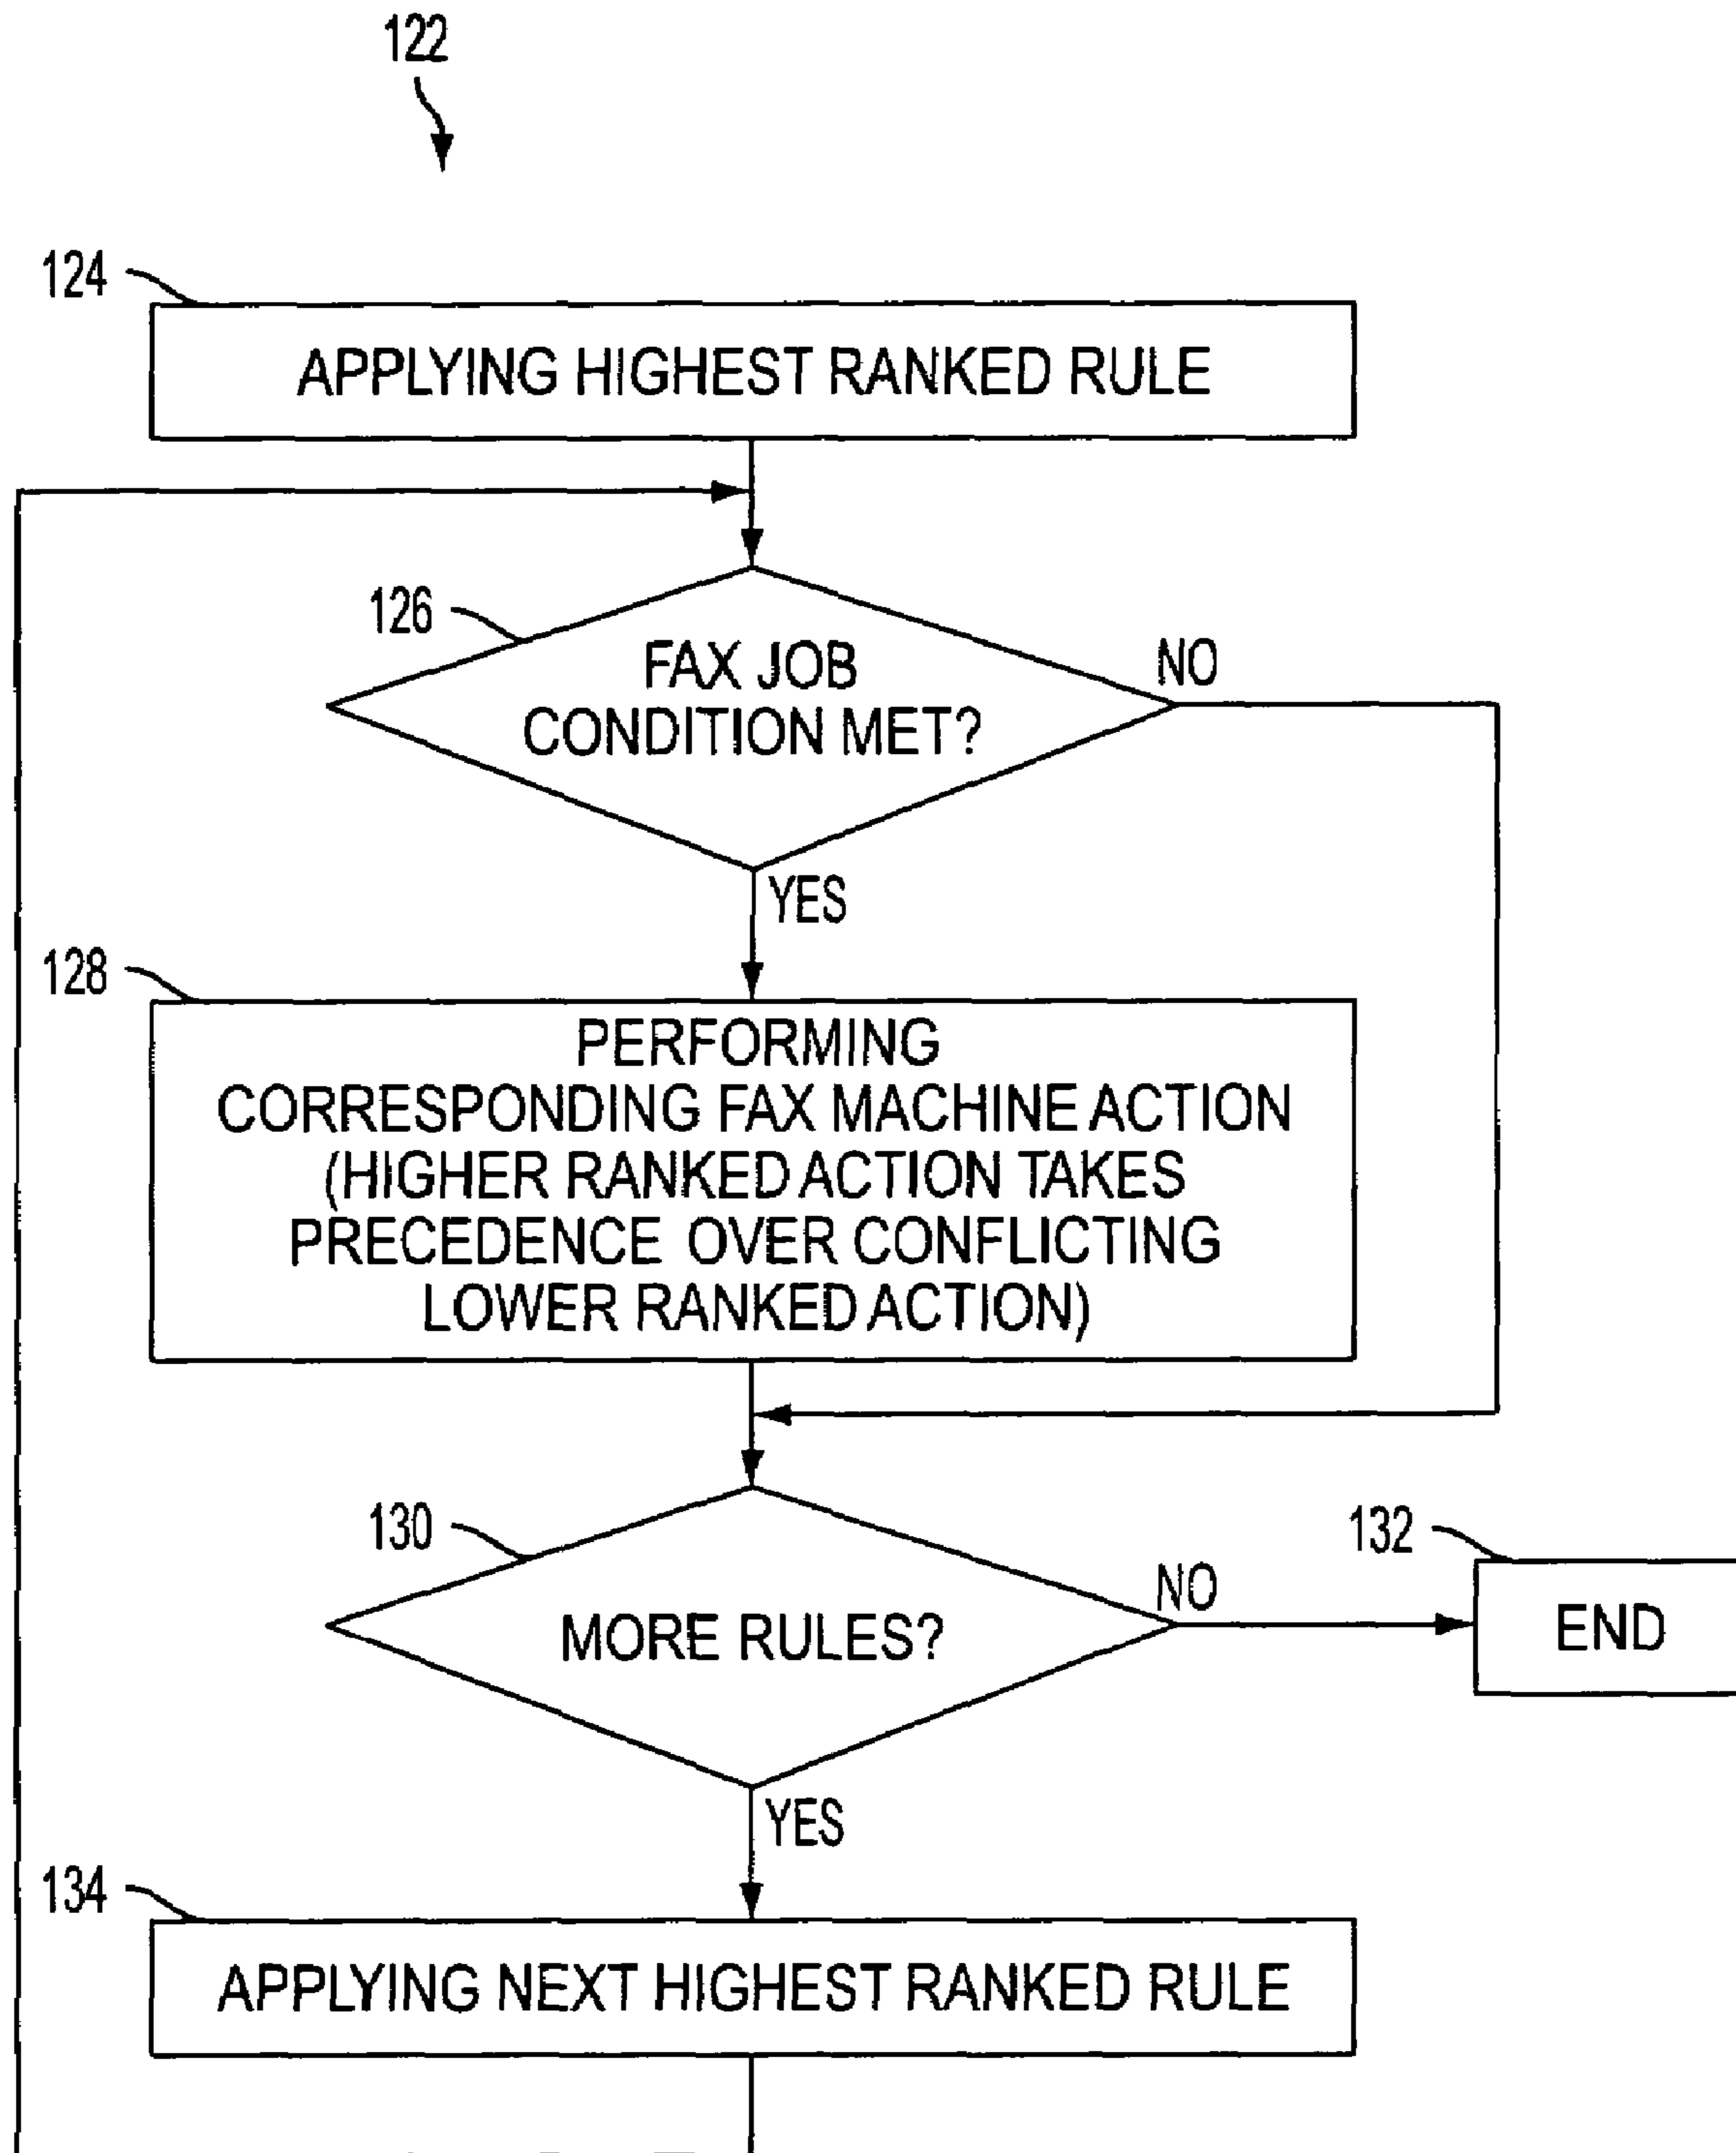 122
124
APPLYING HIGHEST RANKED RULE
126
FAX JOB
CONDITION MET?
NO
YES
128
PERFORMING
CORRESPONDING FAX MACHINE ACTION
(HIGHER RANKED ACTION TAKES
PRECEDENCE OVER CONFLICTING
LOWER RANKED ACTION)
130
MORE RULES?
NO
132
END
YES
134
APPLYING NEXT HIGHEST RANKED RULE